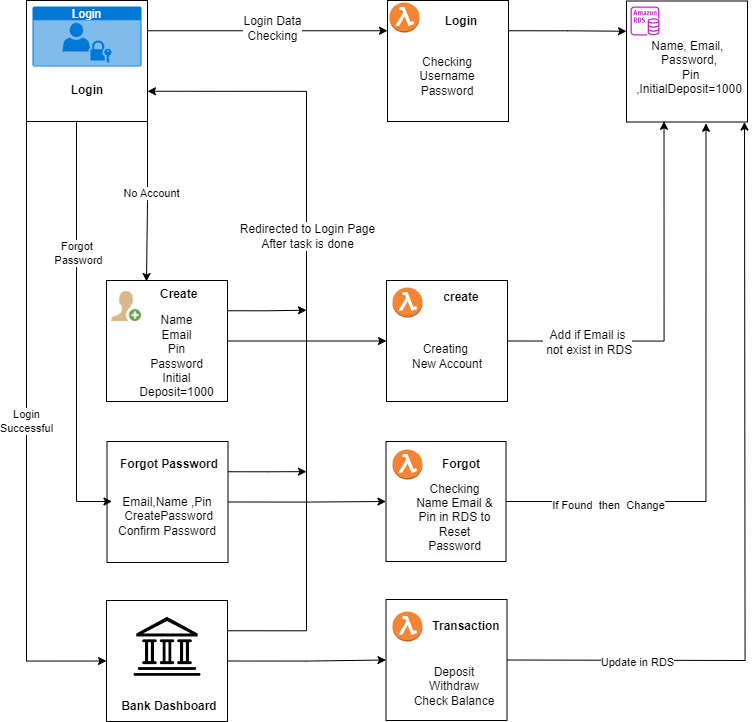 Login
Login
Login Data
Checking
Login
Checking
Username
Password
Amazon
RDS
Name, Email,
Password,
Pin
,InitialDeposit=1000
No Account
Forgot
Password
Redirected to Login Page
After task is done
Create
Name
Email
Pin
Password
Initial
Deposit=1000
create
Creating
New Account
Add if Email is
not exist in RDS
Login
Successful
Forgot Password
Email,Name ,Pin
CreatePassword
Confirm Password
Forgot
Checking
Name Email &
Pin in RDS to
Reset
Password
If Found then Change
Bank Dashboard
Transaction
Deposit
Withdraw
Check Balance
Update in RDS